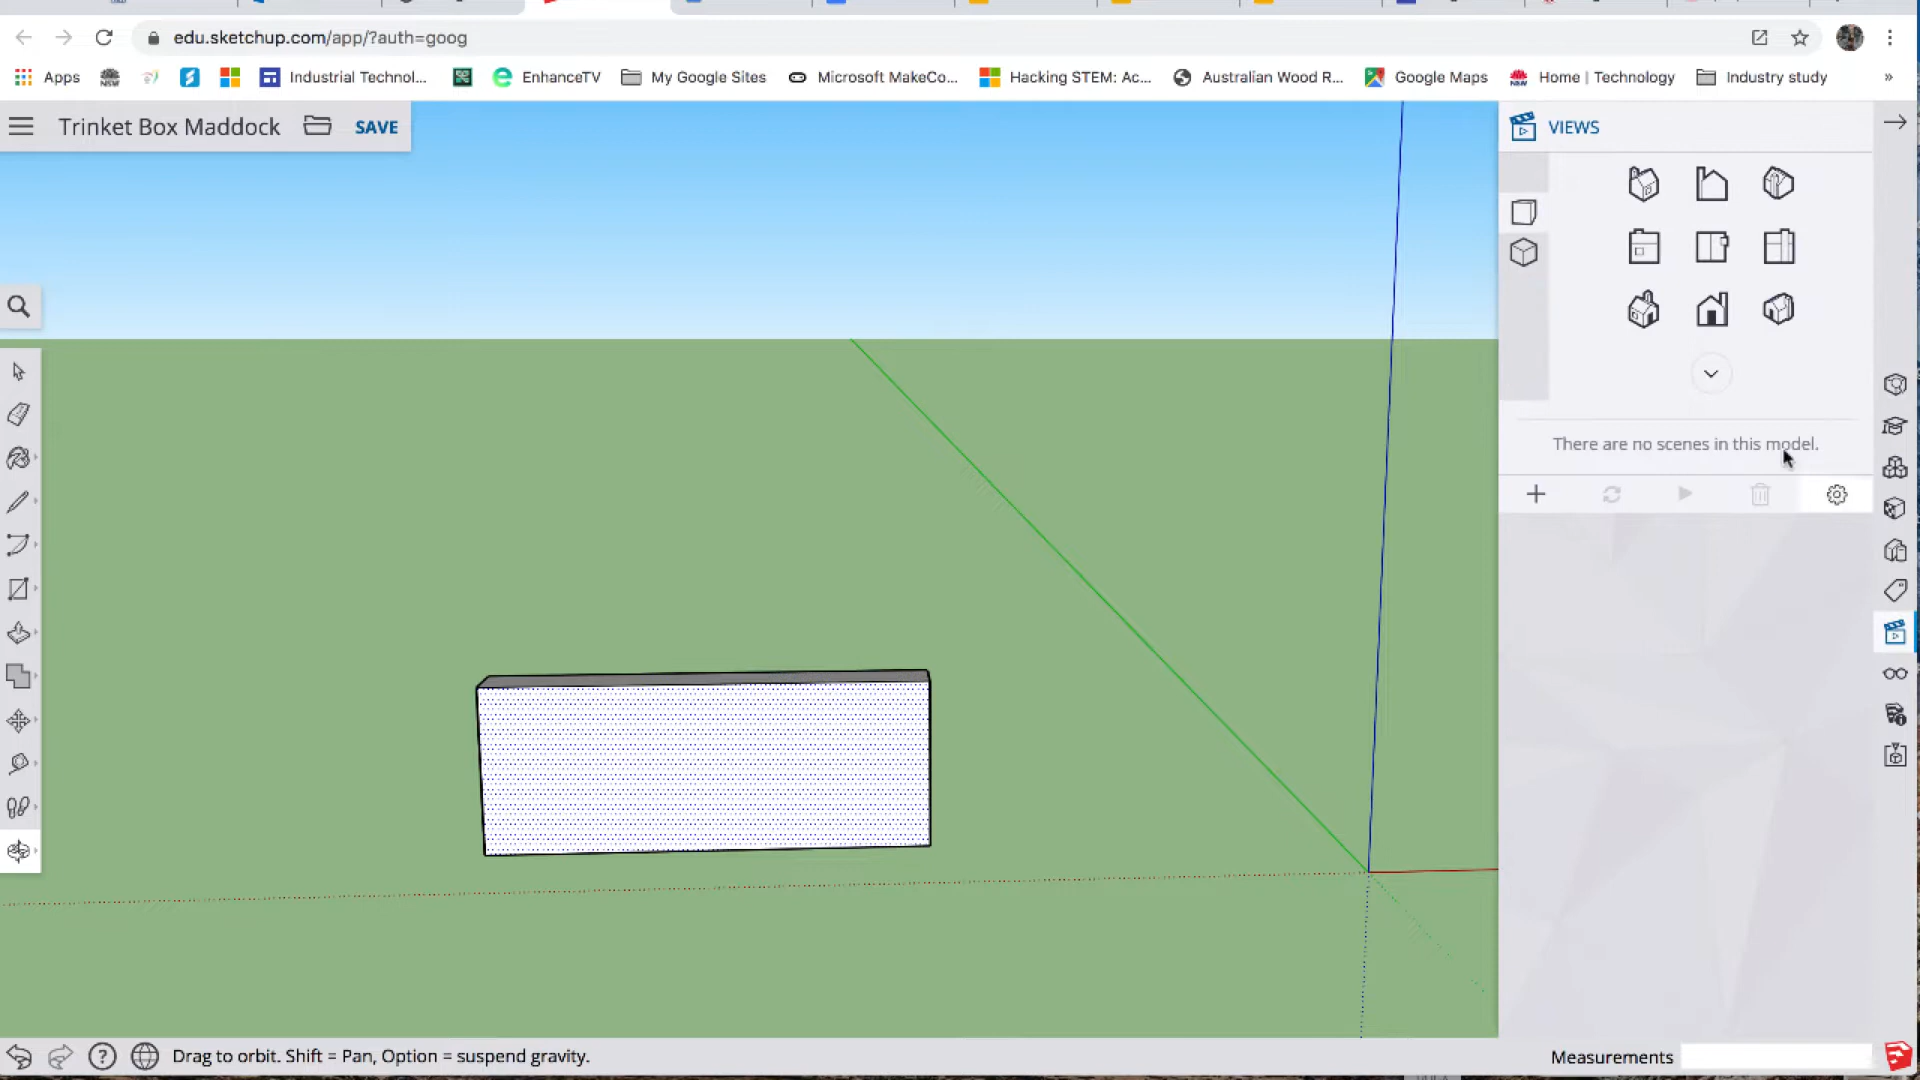 edu.sketchup.com/app/?auth=goog
Apps Industrial Technol... EnhanceTV My Google Sites Microsoft MakeCo... Hacking STEM: Ac... Australian Wood R... Google Maps Home | Technology Industry study »
Trinket Box Maddock SAVE
VIEWS
There are no scenes in this model.
Drag to orbit. Shift = Pan, Option = suspend gravity.
Measurements